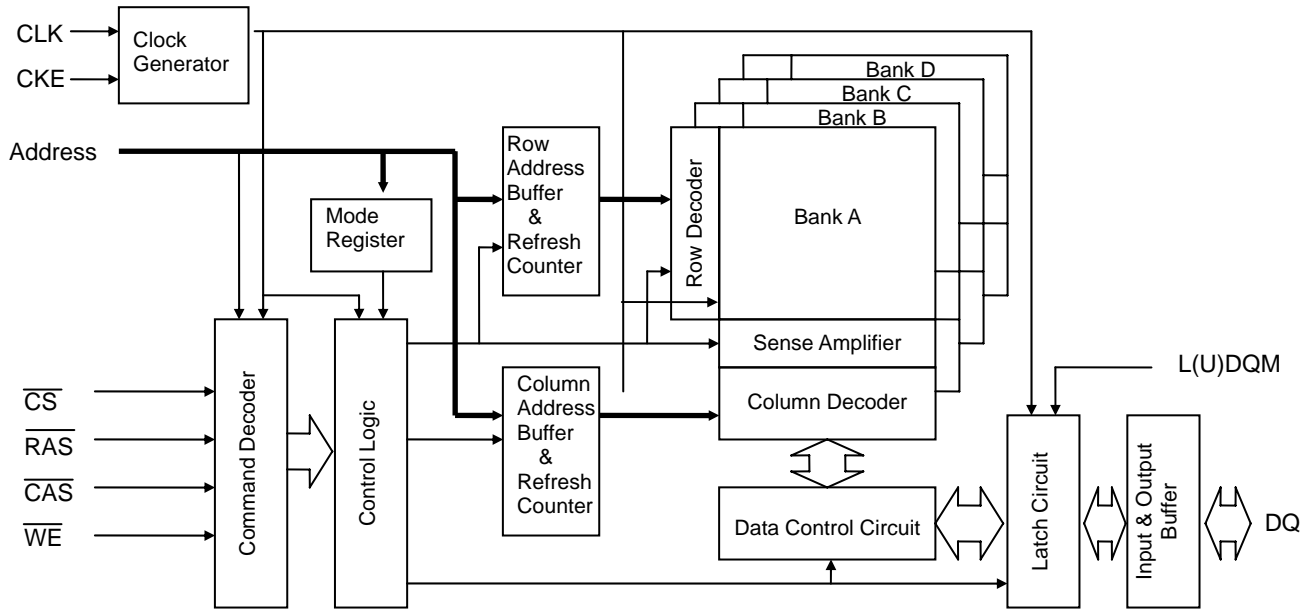 CLK
CKE
Clock
Generator
Address
Mode
Register
Row
Address
Buffer
&
Refresh
Counter
Row Decoder
Bank D
Bank C
Bank B
Bank A
Sense Amplifier
Column Decoder
CS
RAS
CAS
WE
Command Decoder
Control Logic
Column
Address
Buffer
&
Refresh
Counter
Data Control Circuit
L(U)DQM
Latch Circuit
Input & Output
Buffer
DQ